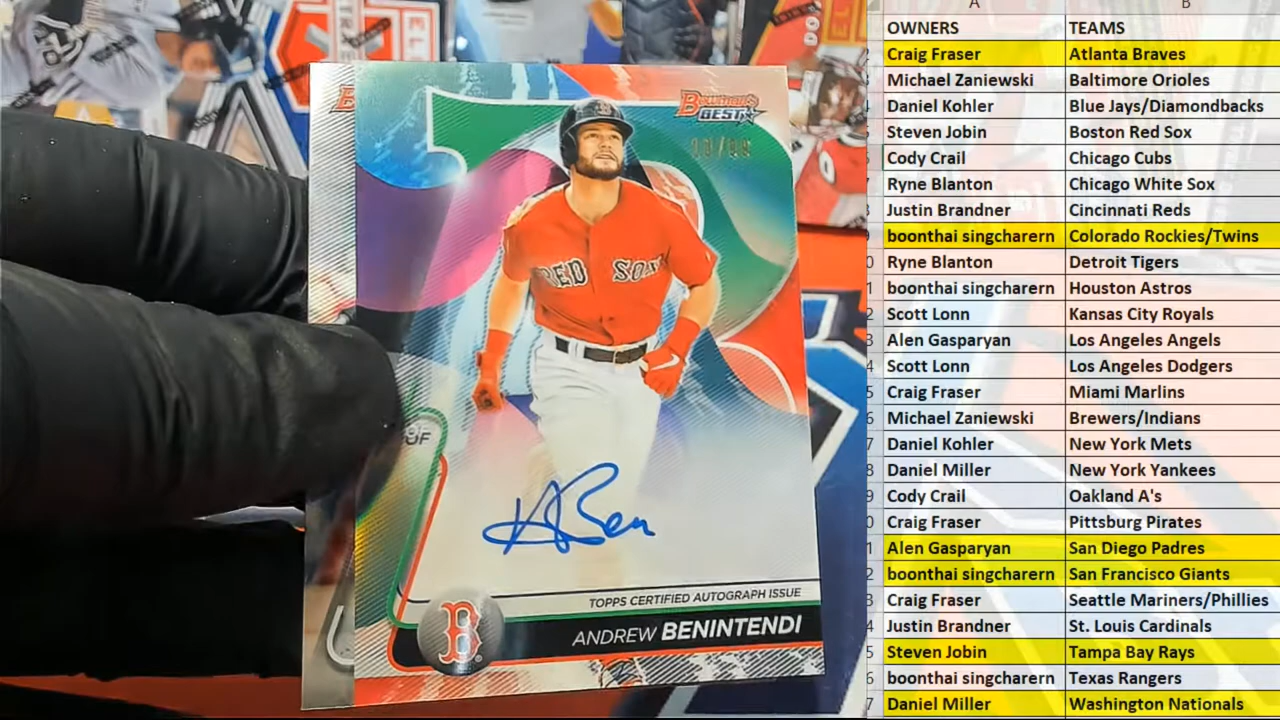 BOWMAN'S
BEST
RED SOX
OF
TOPPS CERTIFIED AUTOGRAPH ISSUE
ANDREW BENINTENDI
B
A B
OWNERS TEAMS
Craig Fraser Atlanta Braves
Michael Zaniewski Baltimore Orioles
Daniel Kohler Blue Jays/Diamondbacks
Steven Jobin Boston Red Sox
Cody Crail Chicago Cubs
Ryne Blanton Chicago White Sox
Justin Brandner Cincinnati Reds
boonthai singcharern Colorado Rockies/Twins
Ryne Blanton Detroit Tigers
boonthai singcharern Houston Astros
Scott Lonn Kansas City Royals
Alen Gasparyan Los Angeles Angels
Scott Lonn Los Angeles Dodgers
Craig Fraser Miami Marlins
Michael Zaniewski Brewers/Indians
Daniel Kohler New York Mets
Daniel Miller New York Yankees
Cody Crail Oakland A's
Craig Fraser Pittsburg Pirates
Alen Gasparyan San Diego Padres
boonthai singcharern San Francisco Giants
Craig Fraser Seattle Mariners/Phillies
Justin Brandner St. Louis Cardinals
Steven Jobin Tampa Bay Rays
boonthai singcharern Texas Rangers
Daniel Miller Washington Nationals